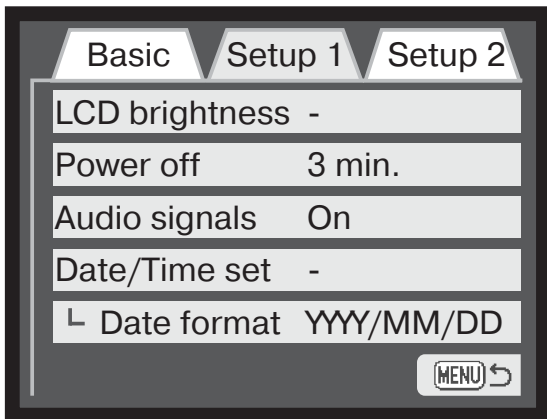 Basic Setup 1 Setup 2
LCD brightness -
Power off 3 min.
Audio signals On
Date/Time set -
Date format YYYY/MM/DD
MENU